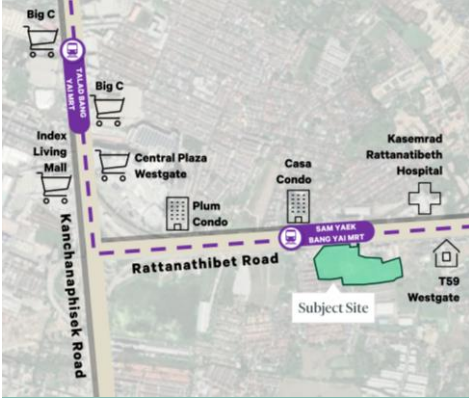 Big C
TALAD BANG
YAI MRT
Big C
Index
Living
Mall
Central Plaza
Westgate
Kasemrad
Rattanatibeth
Hospital
Casa
Condo
Plum
Condo
SAM YAEK
BANG YAI MRT
Kanchanaphisek Road
Rattanathibet Road
T59
Westgate
Subject Site